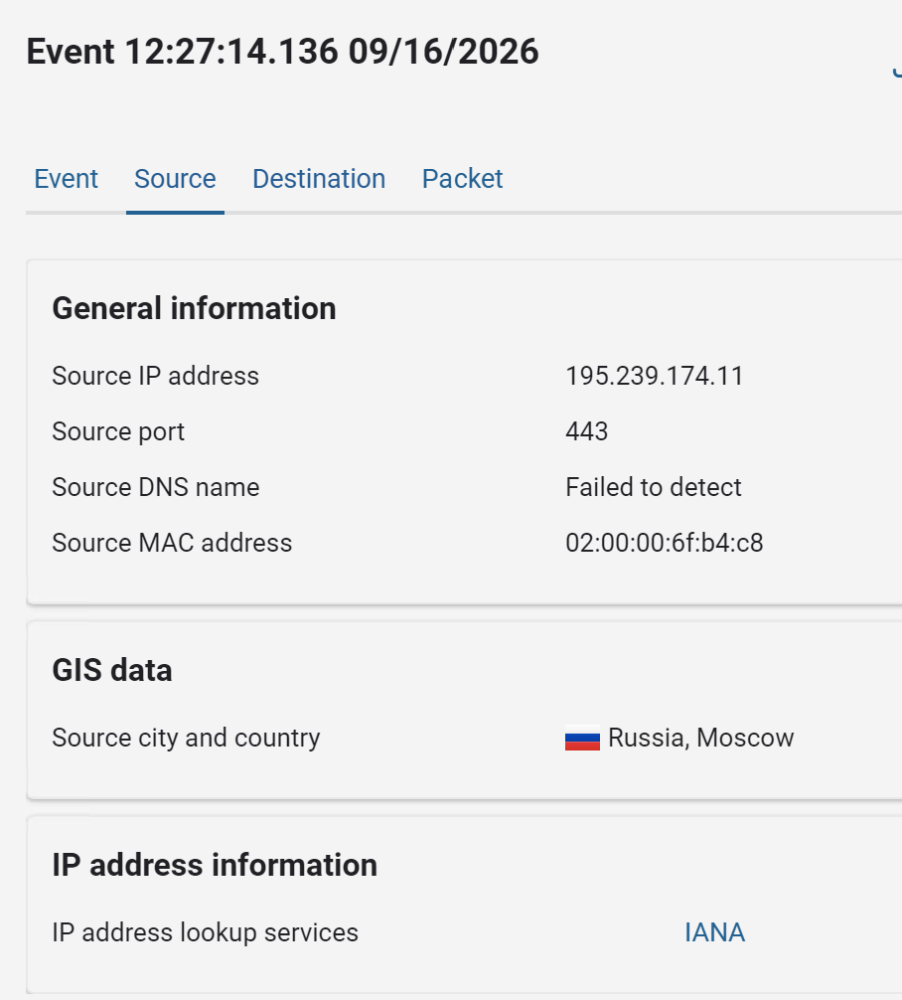 Event 12:27:14.136 09/16/2026
Event Source Destination Packet
General information
Source IP address 195.239.174.11
Source port 443
Source DNS name Failed to detect
Source MAC address 02:00:00:6f:b4:c8
GIS data
Source city and country Russia, Moscow
IP address information
IP address lookup services IANA